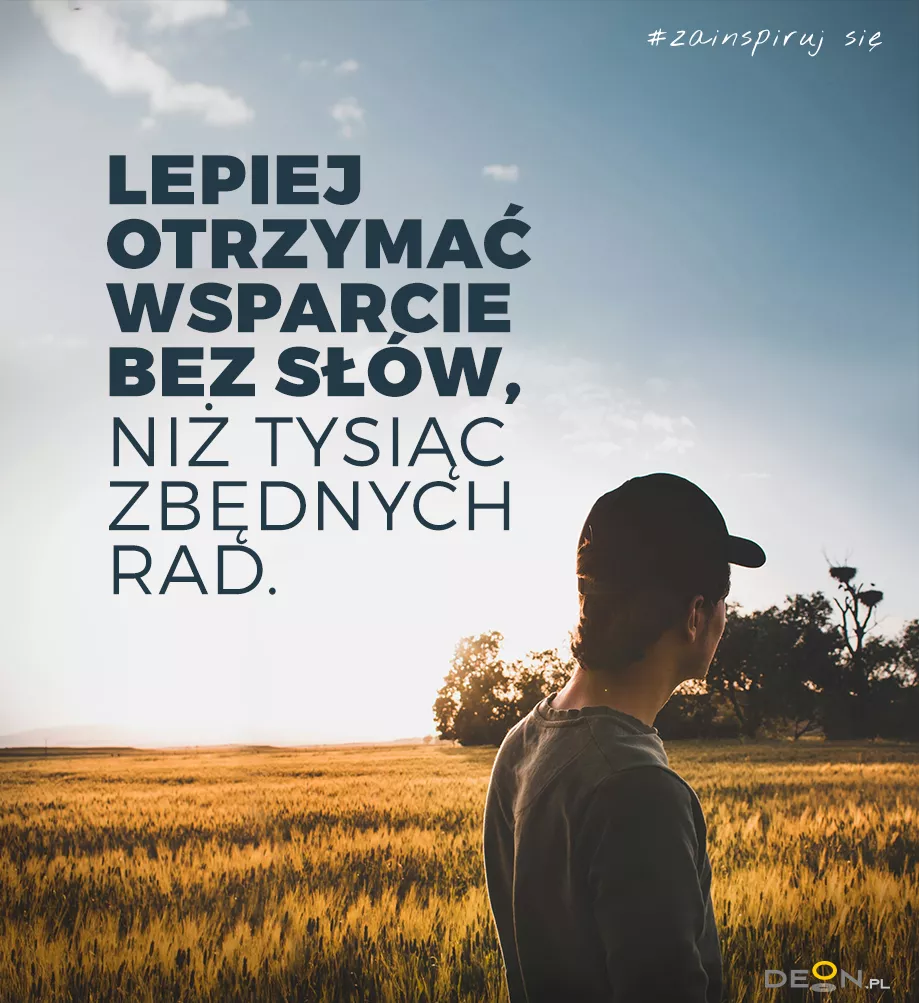 #zainspiruj się
LEPIEJ
OTRZYMAĆ
WSPARCIE
BEZ SŁÓW,
NIŻ TYSIĄC
ZBĘDNYCH
RAD.
DEON.PL